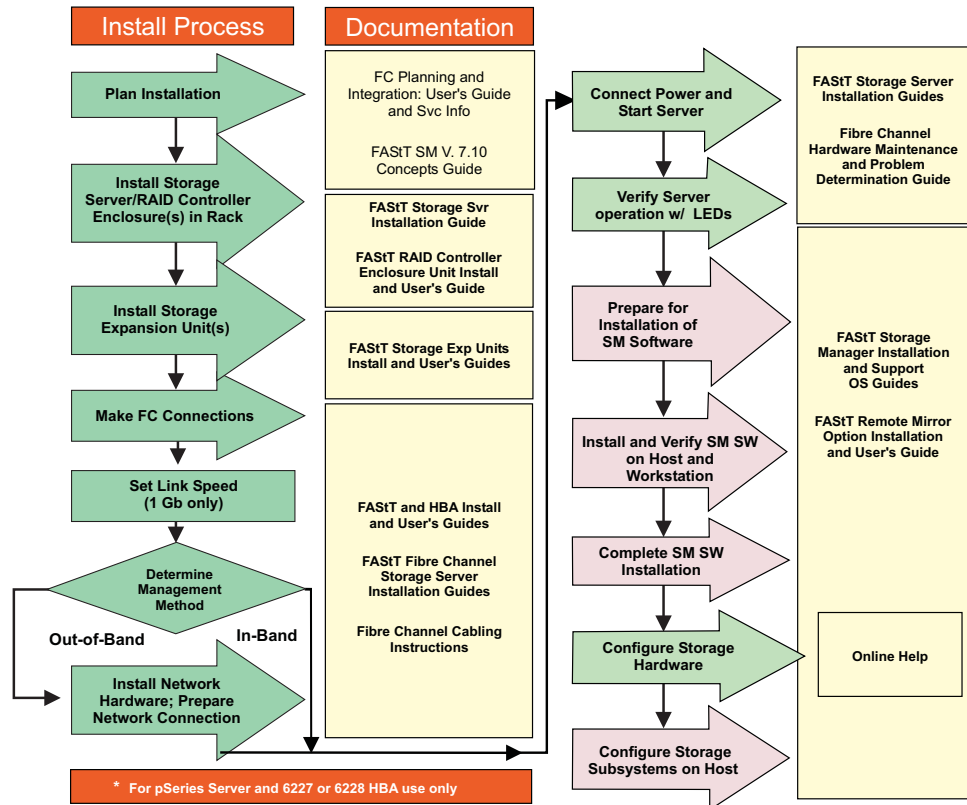 Install Process
Documentation
Plan Installation
Install Storage
Server/RAID Controller
Enclosure(s) in Rack
Install Storage
Expansion Unit(s)
Make FC Connections
Set Link Speed
(1 Gb only)
Determine
Management
Method
Out-of-Band
In-Band
Install Network
Hardware; Prepare
Network Connection
FC Planning and
Integration: User's Guide
and Svc Info
FAStT SM V. 7.10
Concepts Guide
FAStT Storage Svr
Installation Guide
FAStT RAID Controller
Enclosure Unit Install
and User's Guide
FAStT Storage Exp Units
Install and User's Guides
FAStT and HBA Install
and User's Guides
FAStT Fibre Channel
Storage Server
Installation Guides
Fibre Channel Cabling
Instructions
* For pSeries Server and 6227 or 6228 HBA use only
Connect Power and
Start Server
Verify Server
operation w/ LEDs
Prepare for
Installation of
SM Software
Install and Verify SM SW
on Host and
Workstation
Complete SM SW
Installation
Configure Storage
Hardware
Configure Storage
Subsystems on Host
FAStT Storage Server
Installation Guides
Fibre Channel
Hardware Maintenance
and Problem
Determination Guide
FAStT Storage
Manager Installation
and Support
OS Guides
FAStT Remote Mirror
Option Installation
and User's Guide
Online Help